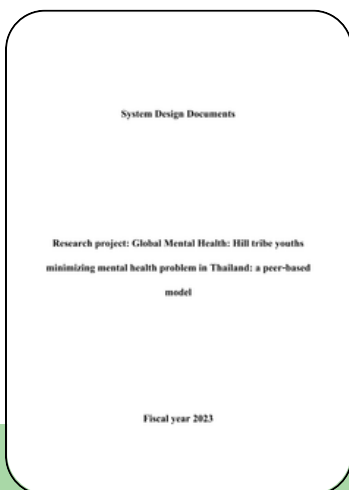 System Design Documents
Research project: Global Mental Health: Hill tribe youths
minimizing mental health problem in Thailand: a peer-based
model
Fiscal year 2023